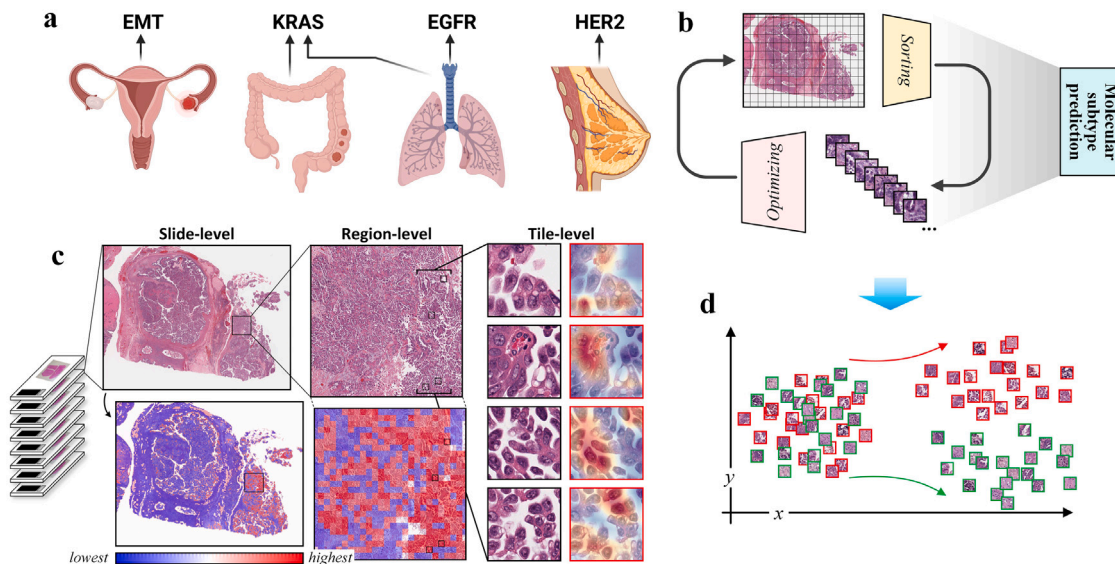 a
EMT
KRAS
EGFR
HER2
b
Sorting
Optimizing
...
Molecular
subtype
prediction
c
Slide-level
Region-level
Tile-level
lowest
highest
d
y
x